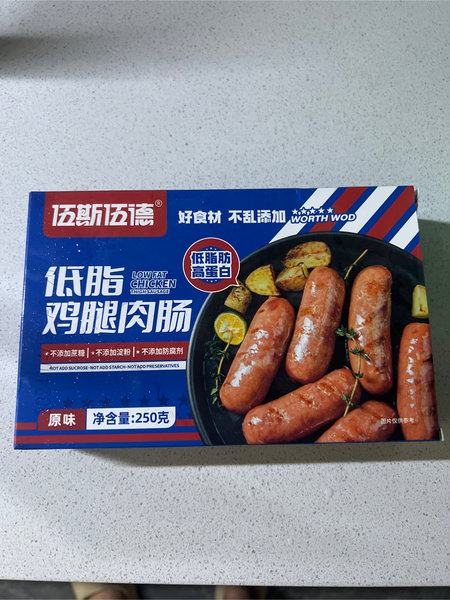 伍斯伍德®
好食材 不乱添加
WORTH WOD
低脂
LOW FAT
CHICKEN
THIGH SAUSAGE
鸡腿肉肠
低脂肪
高蛋白
•不添加蔗糖 •不添加淀粉 •不添加防腐剂
NOT ADD SUCROSE·NOT ADD STARCH·NOT ADD PRESERVATIVES
原味
净含量:250克
图片仅供参考